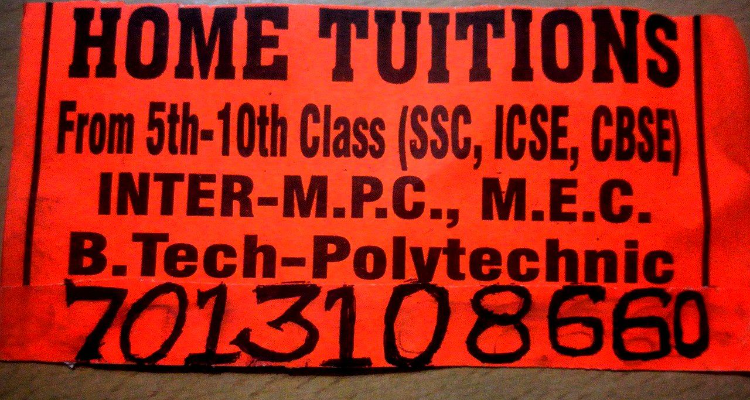 HOME TUITIONS
From 5th-10th Class (SSC, ICSE, CBSE)
INTER-M.P.C., M.E.C.
B.Tech-Polytechnic
7013108660